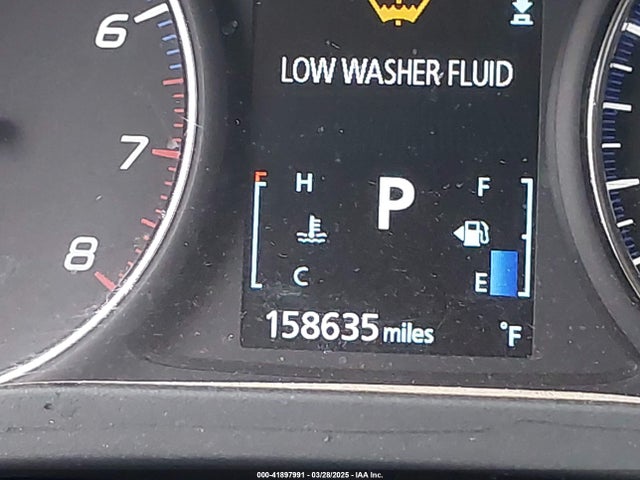 6
LOW WASHER FLUID
7
H P F
8
C E
158635 miles °F
000-41897991 - 03/28/2025 - IAA Inc.